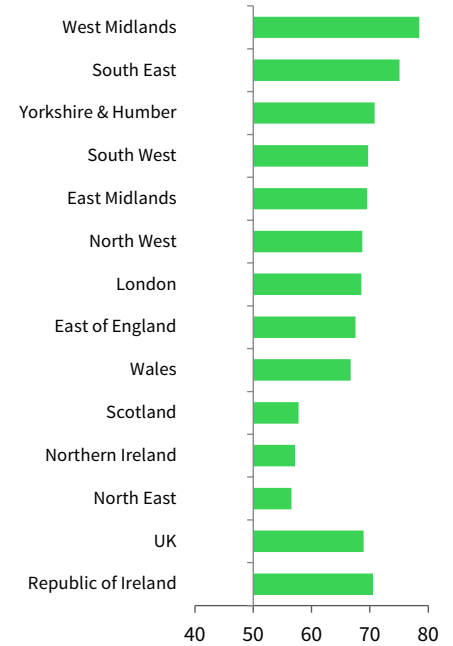 West Midlands
South East
Yorkshire & Humber
South West
East Midlands
North West
London
East of England
Wales
Scotland
Northern Ireland
North East
UK
Republic of Ireland
40 50 60 70 80